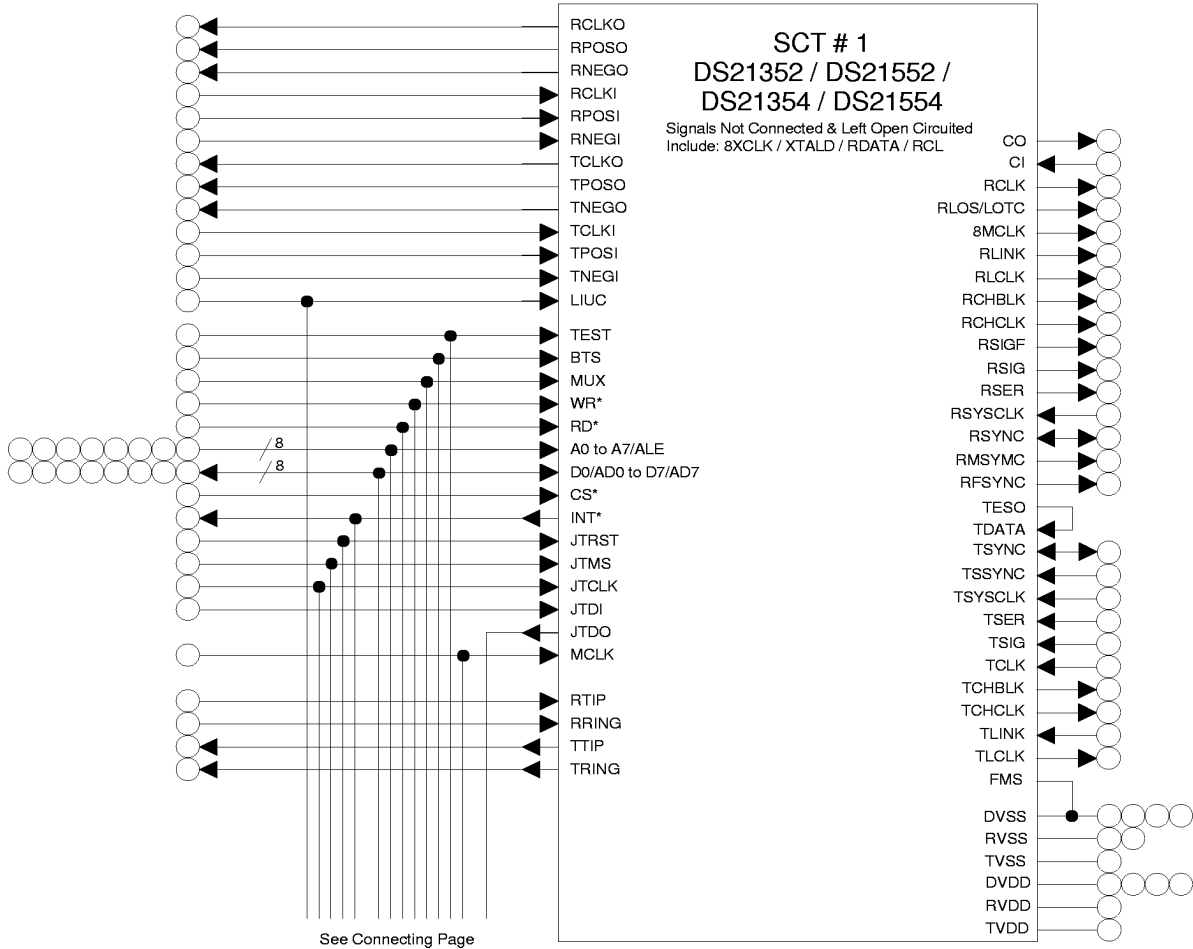 RCLKO
RPOSO
RNEGO
RCLKI
RPOSI
RNEGI
TCLKO
TPOSO
TNEGO
TCLKI
TPOSI
TNEGI
LIUC
TEST
BTS
MUX
WR*
RD*
8
A0 to A7/ALE
8
D0/AD0 to D7/AD7
CS*
INT*
JTRST
JTMS
JTCLK
JTDI
JTDO
MCLK
RTIP
RRING
TTIP
TRING
See Connecting Page
SCT # 1
DS21352 / DS21552 /
DS21354 / DS21554
Signals Not Connected & Left Open Circuited
Include: 8XCLK / XTALD / RDATA / RCL
CO
CI
RCLK
RLOS/LOTC
8MCLK
RLINK
RLCLK
RCHBLK
RCHCLK
RSIGF
RSIG
RSER
RSYSCLK
RSYNC
RMSYMC
RFSYNC
TESO
TDATA
TSYNC
TSSYNC
TSYSCLK
TSER
TSIG
TCLK
TCHBLK
TCHCLK
TLINK
TLCLK
FMS
DVSS
RVSS
TVSS
DVDD
RVDD
TVDD